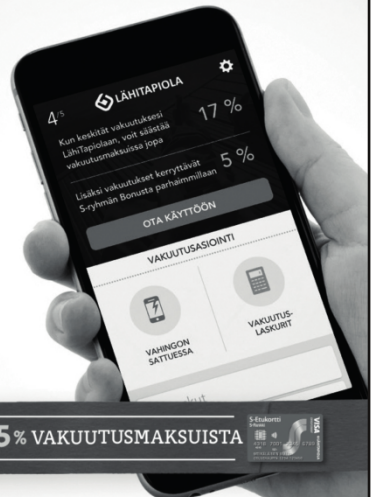 LÄHITAPIOLA
4/5
Kun keskität vakuutuksesi
LähiTapiolaan, voit säästää
vakuutusmaksuissa jopa
17 %
Lisäksi vakuutukset kerryttävät
S-ryhmän Bonusta parhaimmillaan
5 %
OTA KÄYTTÖÖN
VAKUUTUSASIOINTI
VAHINGON
SATTUESSA
VAKUUTUS-
LASKURIT
5 % VAKUUTUSMAKSUISTA
S-Etukortti
S-Pankki
VISA